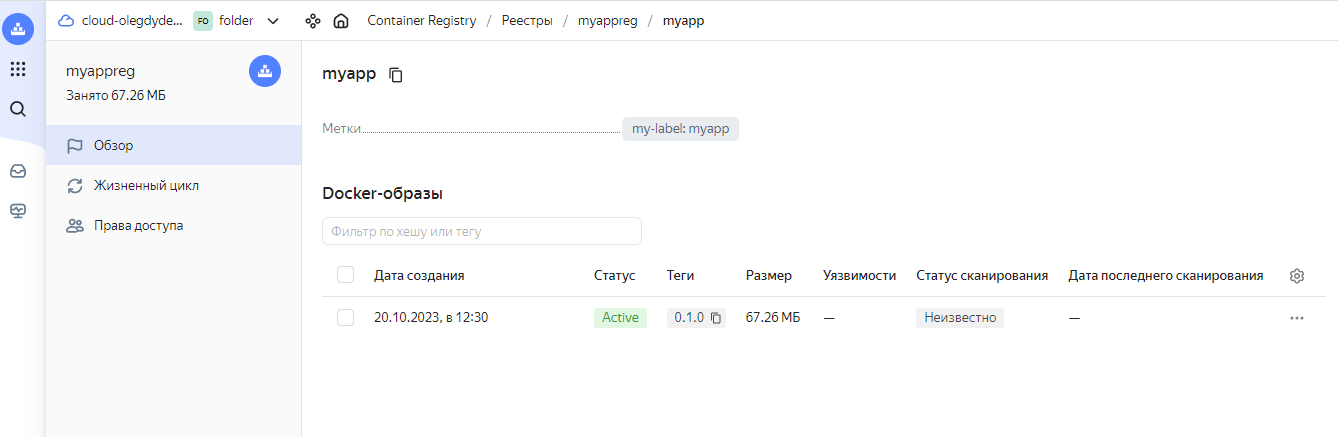 cloud-olegdyde... FO folder Container Registry / Реестры / myappreg / myapp
myappreg
Занято 67.26 МБ
Обзор
Жизненный цикл
Права доступа
myapp
Метки my-label: myapp
Docker-образы
Фильтр по хешу или тегу
Дата создания Статус Теги Размер Уязвимости Статус сканирования Дата последнего сканирования
20.10.2023, в 12:30 Active 0.1.0 67.26 МБ — Неизвестно —